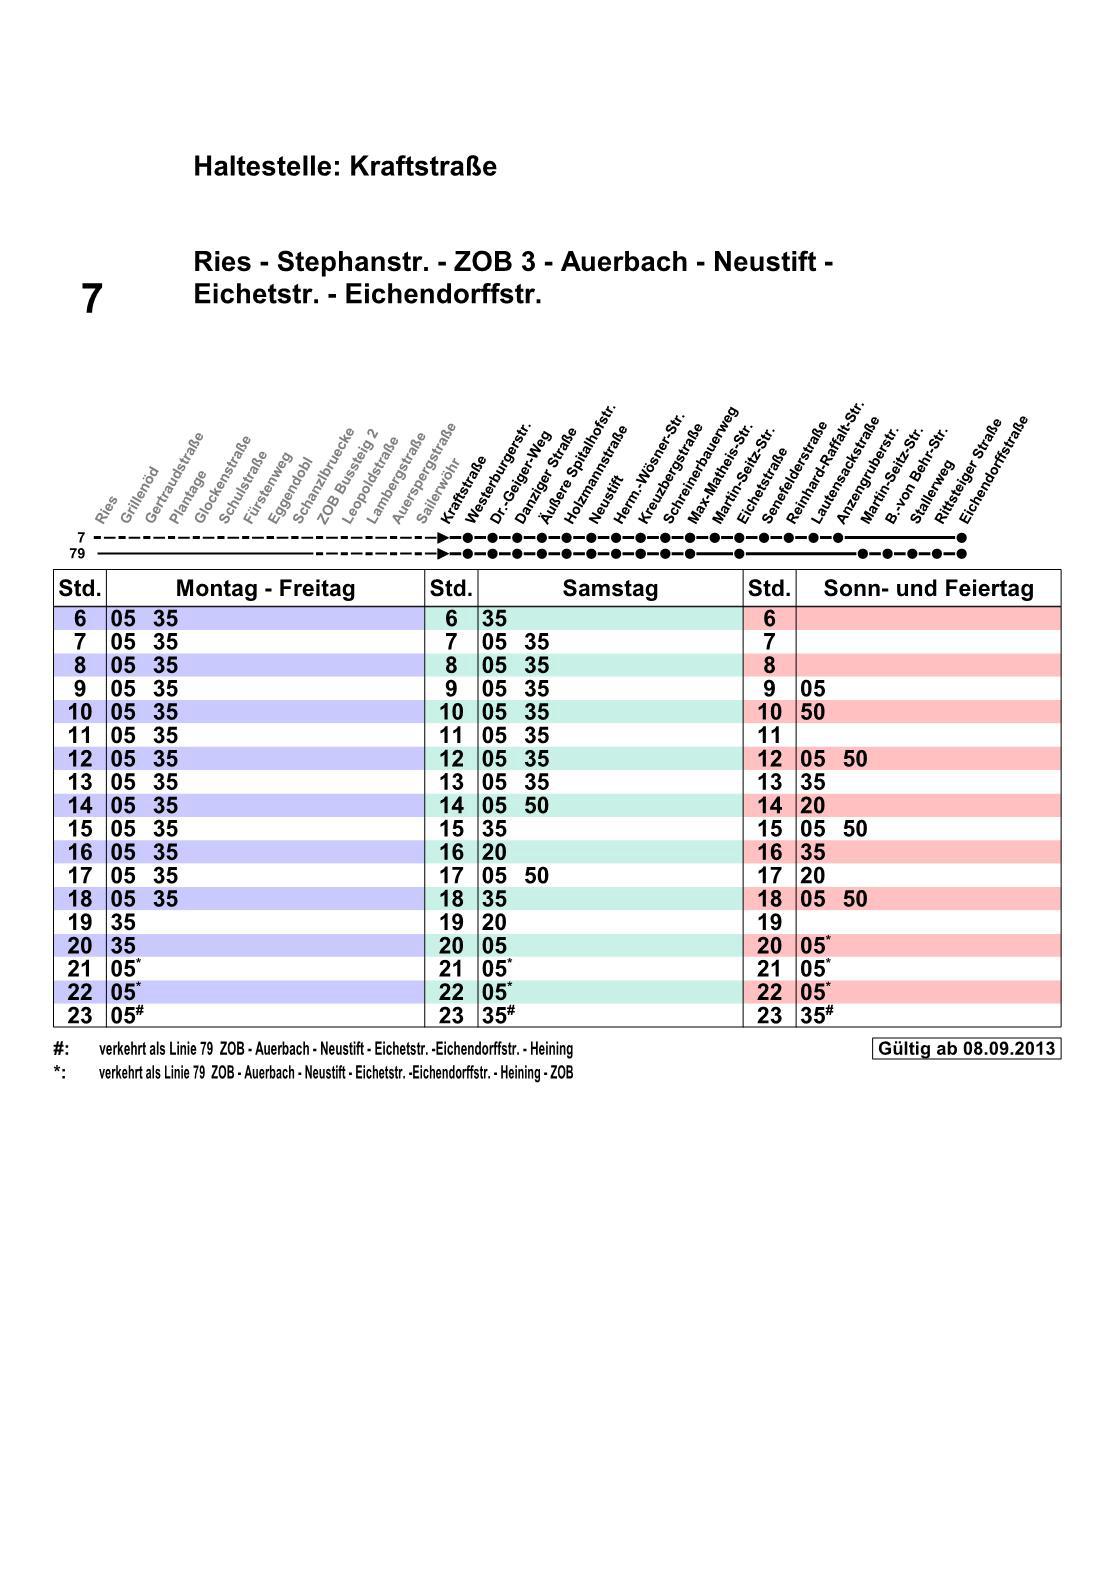 Haltestelle: Kraftstraße
Ries - Stephanstr. - ZOB 3 - Auerbach - Neustift -
7 Eichetstr. - Eichendorffstr.
Ries
Grillenöd
Gertraudstraße
Plantage
Glockenstraße
Schulstraße
Fürstenweg
Eggendobl
Schanzlbruecke
ZOB Bussteig 2
Leopoldstraße
Lambergstraße
Auerspergstraße
Sailerwöhr
Kraftstraße
Westerburgerstr.
Dr.-Geiger-Weg
Danziger Straße
Äußere Spitalhofstr.
Holzmannstraße
Neustift
Herm.-Wösner-Str.
Kreuzbergstraße
Schreinerbauerweg
Max-Matheis-Str.
Martin-Seitz-Str.
Eichetstraße
Senefelderstraße
Reinhard-Raffalt-Str.
Lautensackstraße
Anzengruberstr.
Martin-Seitz-Str.
B.-von Behr-Str.
Stallerweg
Rittsteiger Straße
Eichendorffstraße
7
79
Std. Montag - Freitag Std. Samstag Std. Sonn- und Feiertag
6 05 35 6 35 6
7 05 35 7 05 35 7
8 05 35 8 05 35 8
9 05 35 9 05 35 9 05
10 05 35 10 05 35 10 50
11 05 35 11 05 35 11
12 05 35 12 05 35 12 05 50
13 05 35 13 05 35 13 35
14 05 35 14 05 50 14 20
15 05 35 15 35 15 05 50
16 05 35 16 20 16 35
17 05 35 17 05 50 17 20
18 05 35 18 35 18 05 50
19 35 19 20 19
20 35 20 05 20 05*
21 05* 21 05* 21 05*
22 05* 22 05* 22 05*
23 05# 23 35# 23 35#
#: verkehrt als Linie 79 ZOB - Auerbach - Neustift - Eichetstr. -Eichendorffstr. - Heining Gültig ab 08.09.2013
*: verkehrt als Linie 79 ZOB - Auerbach - Neustift - Eichetstr. -Eichendorffstr. - Heining - ZOB